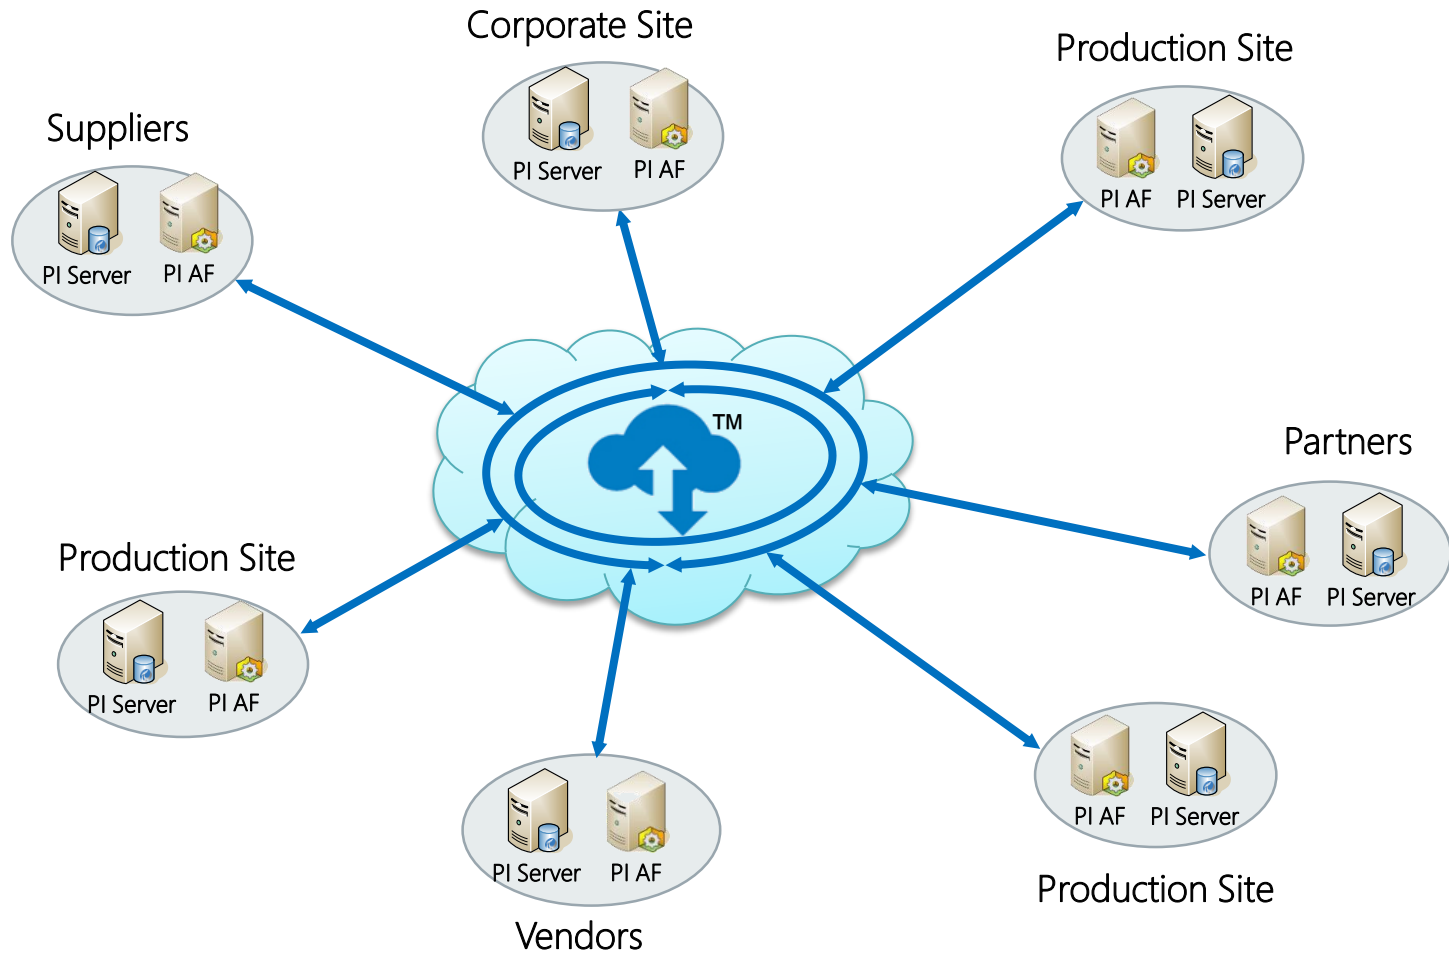 Corporate Site
PI Server
PI AF
Production Site
PI AF
PI Server
Suppliers
PI Server
PI AF
TM
Partners
PI AF
PI Server
Production Site
PI Server
PI AF
Production Site
PI AF
PI Server
Vendors
PI Server
PI AF